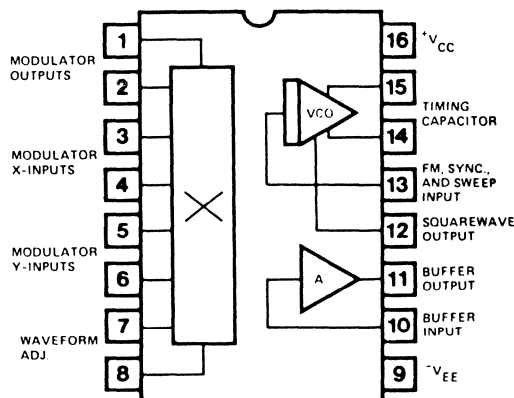 MODULATOR
OUTPUTS
MODULATOR
X-INPUTS
MODULATOR
Y-INPUTS
WAVEFORM
ADJ.
1
2
3
4
5
6
7
8
X
VCO
A
16
15
14
13
12
11
10
9
+VCC
TIMING
CAPACITOR
FM, SYNC.,
AND SWEEP
INPUT
SQUAREWAVE
OUTPUT
BUFFER
OUTPUT
BUFFER
INPUT
-VEE